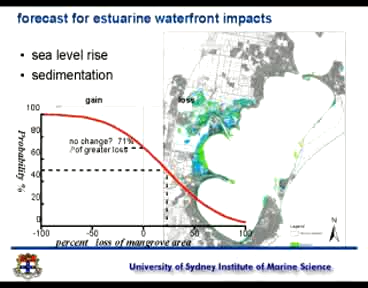 forecast for estuarine waterfront impacts
• sea level rise
• sedimentation
gain
loss
100
80
60
40
20
0
Probability %
no change? 71%
P of greater loss
-100 -50 0 50 100
percent loss of mangrove area
Legend
N
University of Sydney Institute of Marine Science